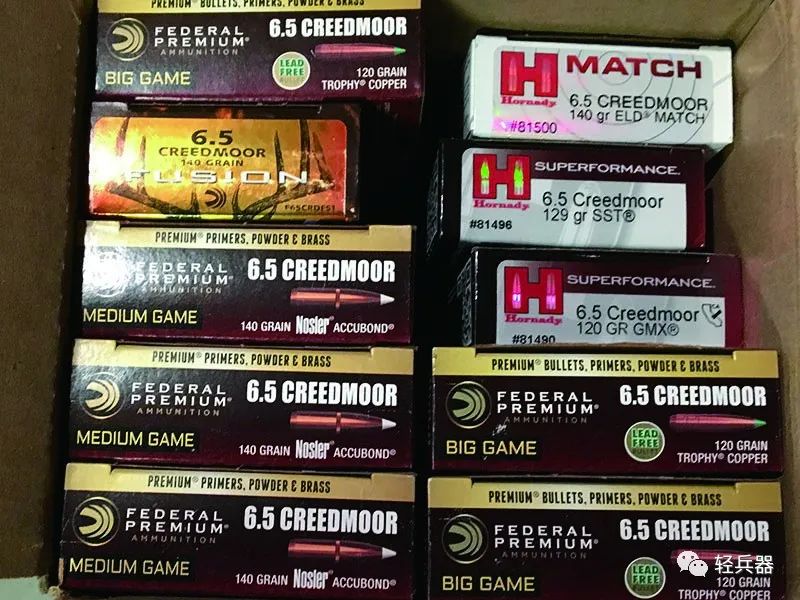 PREMIUM® BULLETS, PRIMERS, POWDER & BRASS
FEDERAL
PREMIUM®
AMMUNITION
6.5 CREEDMOOR
LEAD
FREE
BULLET
BIG GAME
120 GRAIN
TROPHY® COPPER
6.5
CREEDMOOR
140 GRAIN
FUSION
F65CRDFS1
PREMIUM® PRIMERS, POWDER & BRASS
FEDERAL
PREMIUM®
AMMUNITION
6.5 CREEDMOOR
MEDIUM GAME
140 GRAIN Nosler® ACCUBOND®
PREMIUM® PRIMERS, POWDER & BRASS
FEDERAL
PREMIUM®
AMMUNITION
6.5 CREEDMOOR
MEDIUM GAME
140 GRAIN Nosler® ACCUBOND®
PREMIUM® PRIMERS, POWDER & BRASS
FEDERAL
PREMIUM®
AMMUNITION
6.5 CREEDMOOR
MEDIUM GAME
140 GRAIN Nosler® ACCUBOND®
H
Hornady
MATCH
6.5 CREEDMOOR
140 gr ELD® MATCH
#81500
H
Hornady
SUPERFORMANCE
6.5 Creedmoor
129 gr SST®
#81496
H
Hornady
SUPERFORMANCE
6.5 Creedmoor
120 GR GMX®
#81490
PREMIUM® BULLETS, PRIMERS, POWDER & BRASS
FEDERAL
PREMIUM®
AMMUNITION
6.5 CREEDMOOR
LEAD
FREE
BULLET
BIG GAME
120 GRAIN
TROPHY® COPPER
PREMIUM® BULLETS, PRIMERS, POWDER & BRASS
FEDERAL
PREMIUM®
AMMUNITION
6.5 CREEDMOOR
LEAD
FREE
BULLET
BIG GAME
120 GRAIN
TROPHY® COPPER
轻兵器